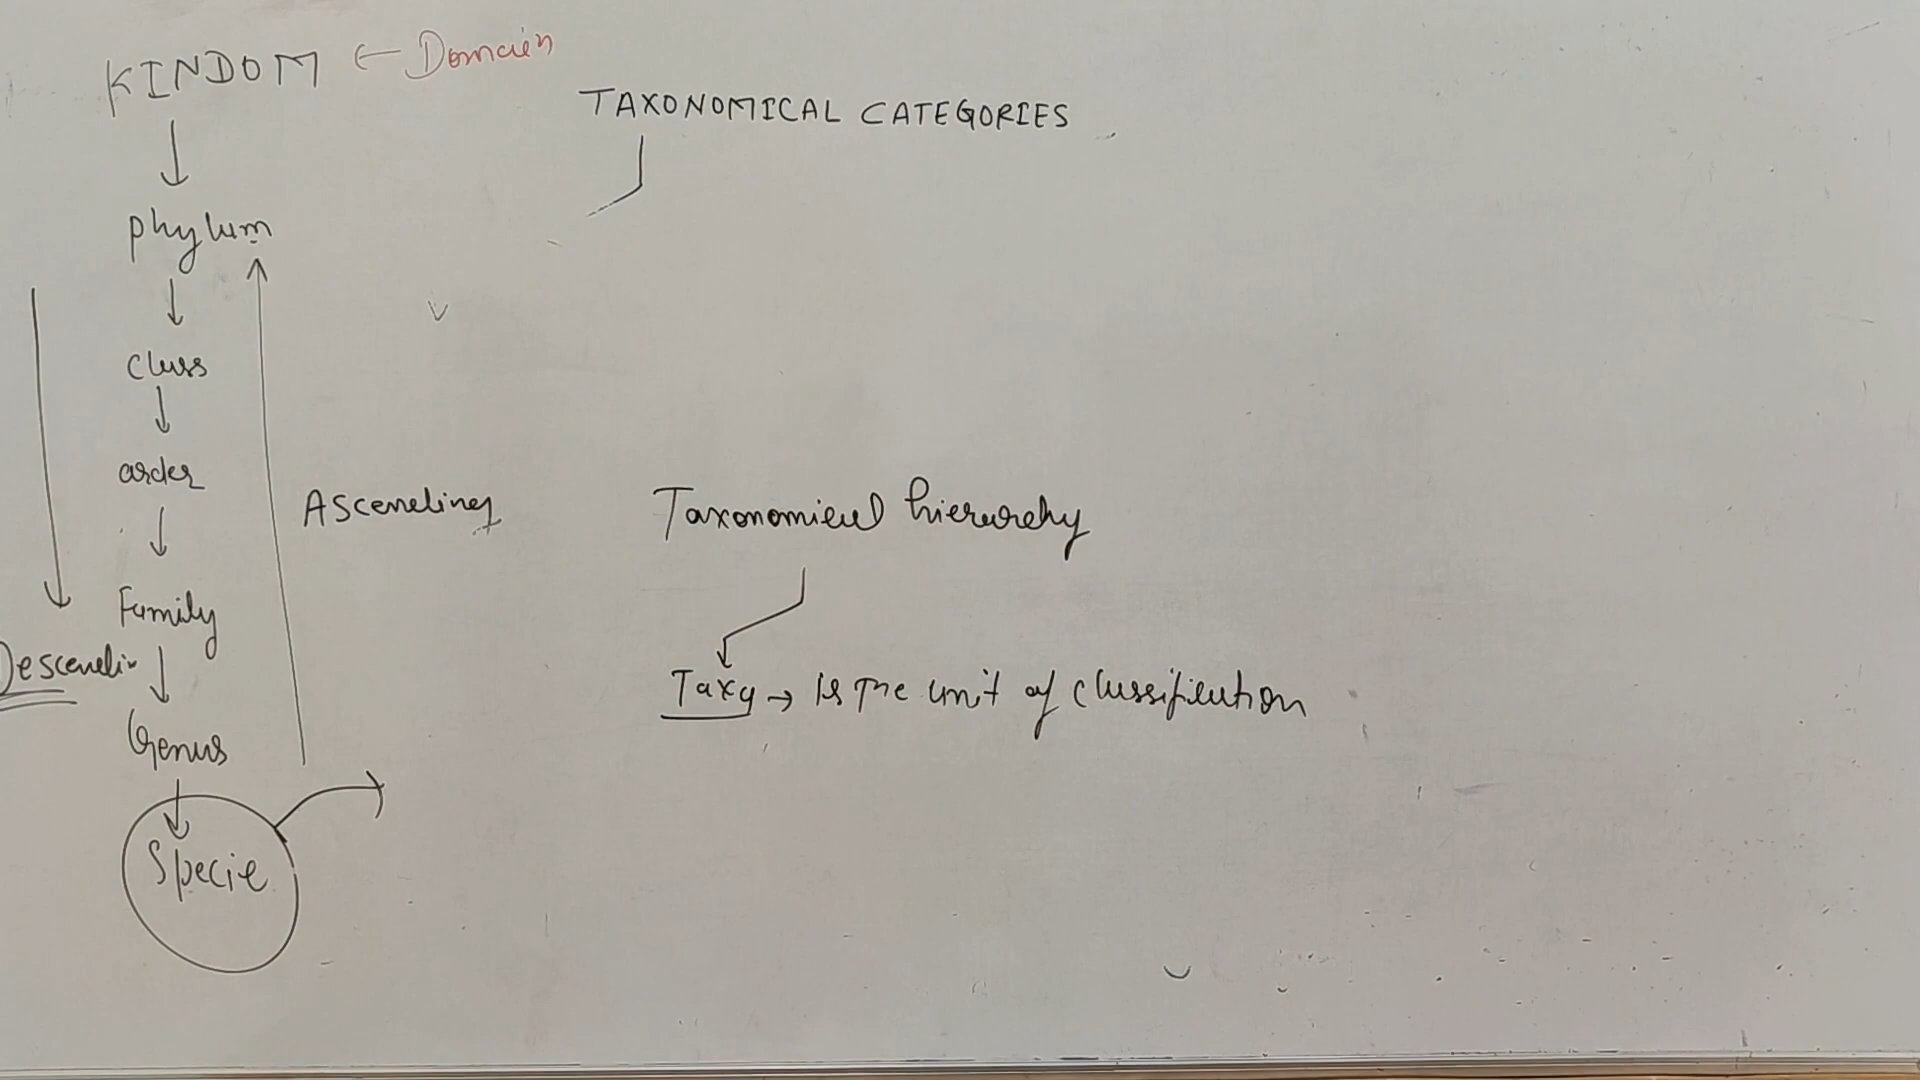 KINDOM ← Domain
TAXONOMICAL CATEGORIES
Phylum
Class
order
Ascending
Taxonomical hierarchy
Family
Descendin
Taxy → is the unit of classification
Genus
Specie